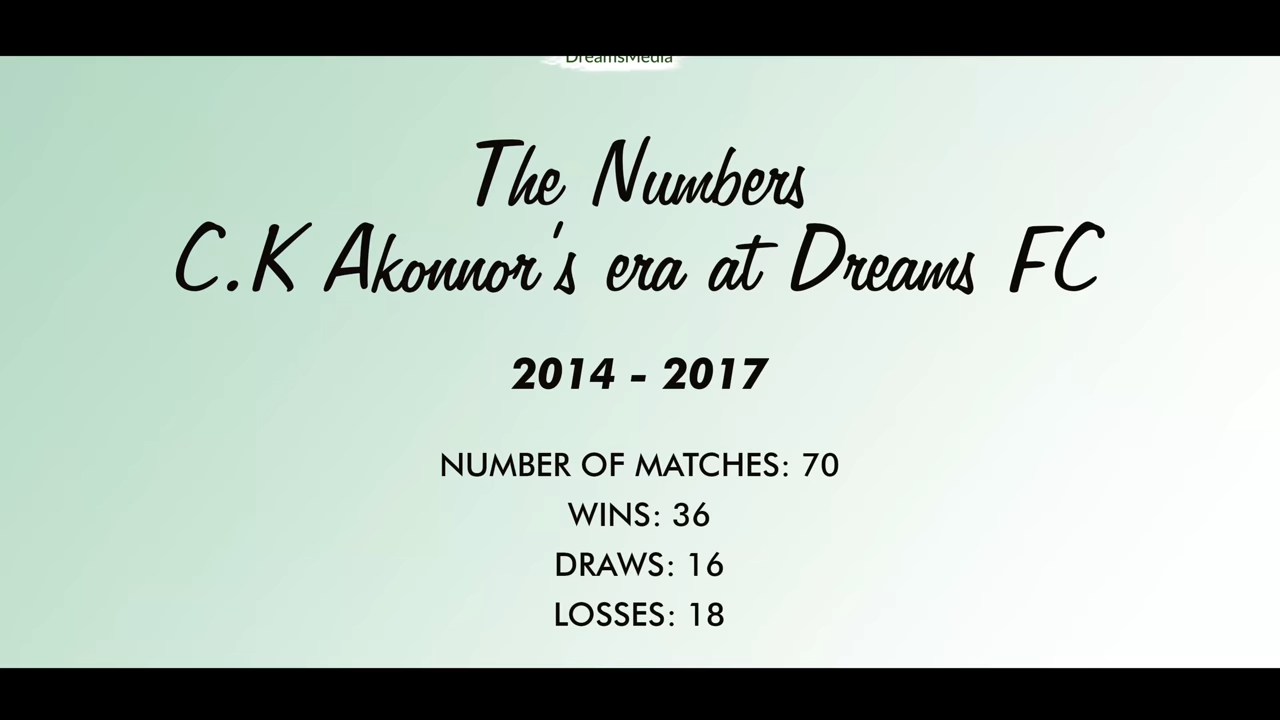 DreamsMedia
The Numbers
C.K Akonnor's era at Dreams FC
2014 - 2017
NUMBER OF MATCHES: 70
WINS: 36
DRAWS: 16
LOSSES: 18